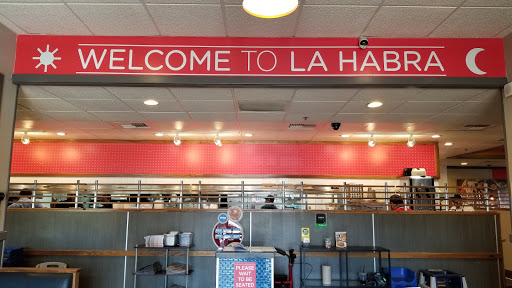 WELCOME TO LA HABRA
PLEASE
WAIT
TO BE
SEATED